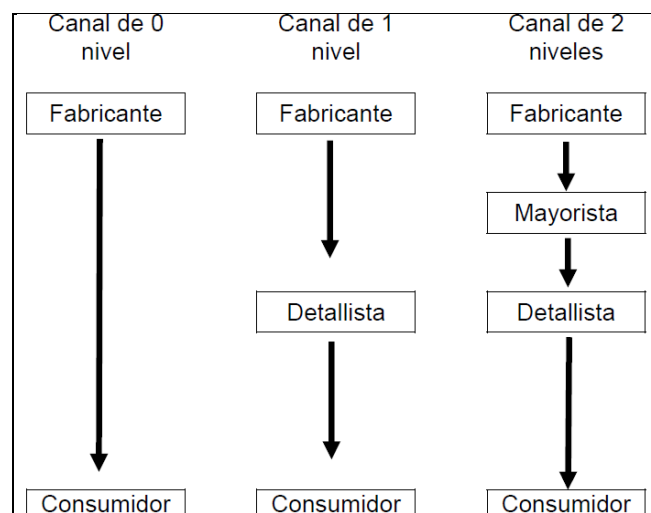 Canal de 0 nivel
Canal de 1 nivel
Canal de 2 niveles
Fabricante
Fabricante
Fabricante
Mayorista
Detallista
Detallista
Consumidor
Consumidor
Consumidor